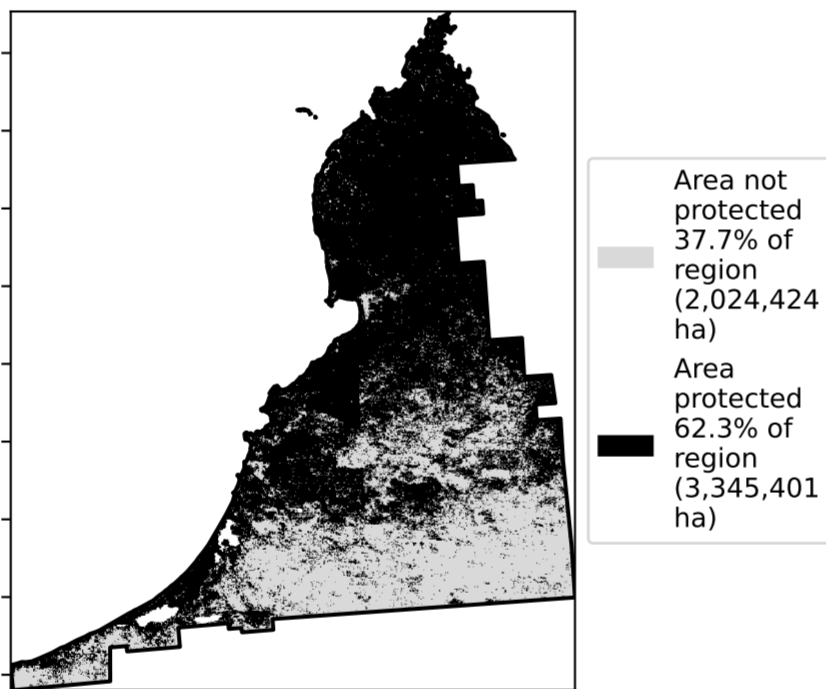 Area not
protected
37.7% of
region
(2,024,424
ha)
Area
protected
62.3% of
region
(3,345,401
ha)